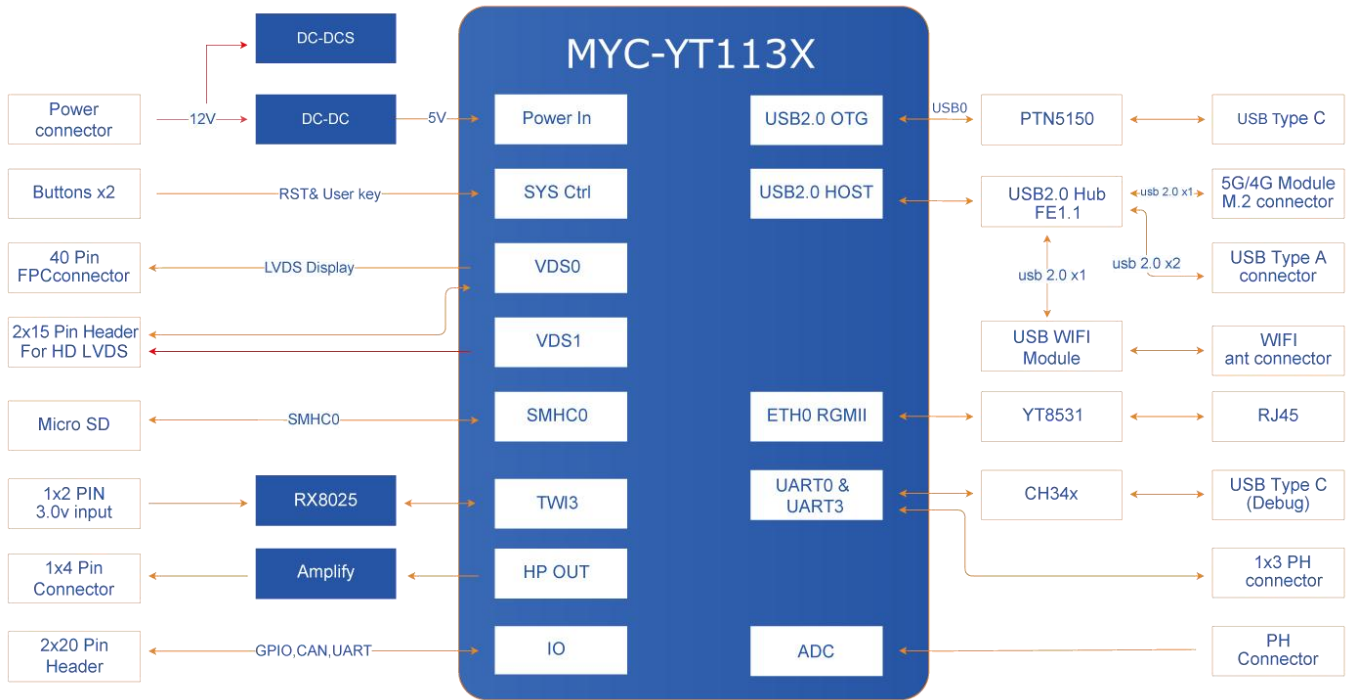 MYC-YT113X
DC-DCS
Power
connector
12V
DC-DC
5V
Power In
Buttons x2
RST& User key
SYS Ctrl
40 Pin
FPCconnector
LVDS Display
VDS0
2x15 Pin Header
For HD LVDS
VDS1
Micro SD
SMHC0
SMHC0
1x2 PIN
3.0v input
RX8025
TWI3
1x4 Pin
Connector
Amplify
HP OUT
2x20 Pin
Header
GPIO,CAN,UART
IO
USB2.0 OTG
USB0
PTN5150
USB Type C
USB2.0 HOST
USB2.0 Hub
FE1.1
usb 2.0 x1
5G/4G Module
M.2 connector
usb 2.0 x2
USB Type A
connector
usb 2.0 x1
USB WIFI
Module
WIFI
ant connector
ETH0 RGMII
YT8531
RJ45
UART0 &
UART3
CH34x
USB Type C
(Debug)
1x3 PH
connector
ADC
PH
Connector